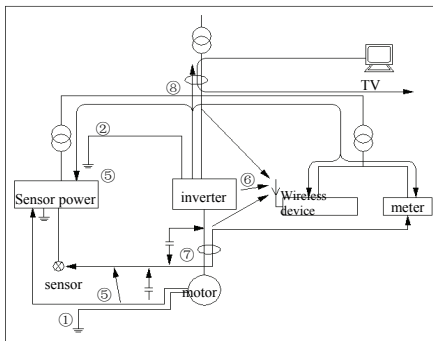 TV
⑧
②
⑤
Sensor power
inverter
⑥
Wireless
device
meter
⑦
sensor
⑤
motor
①